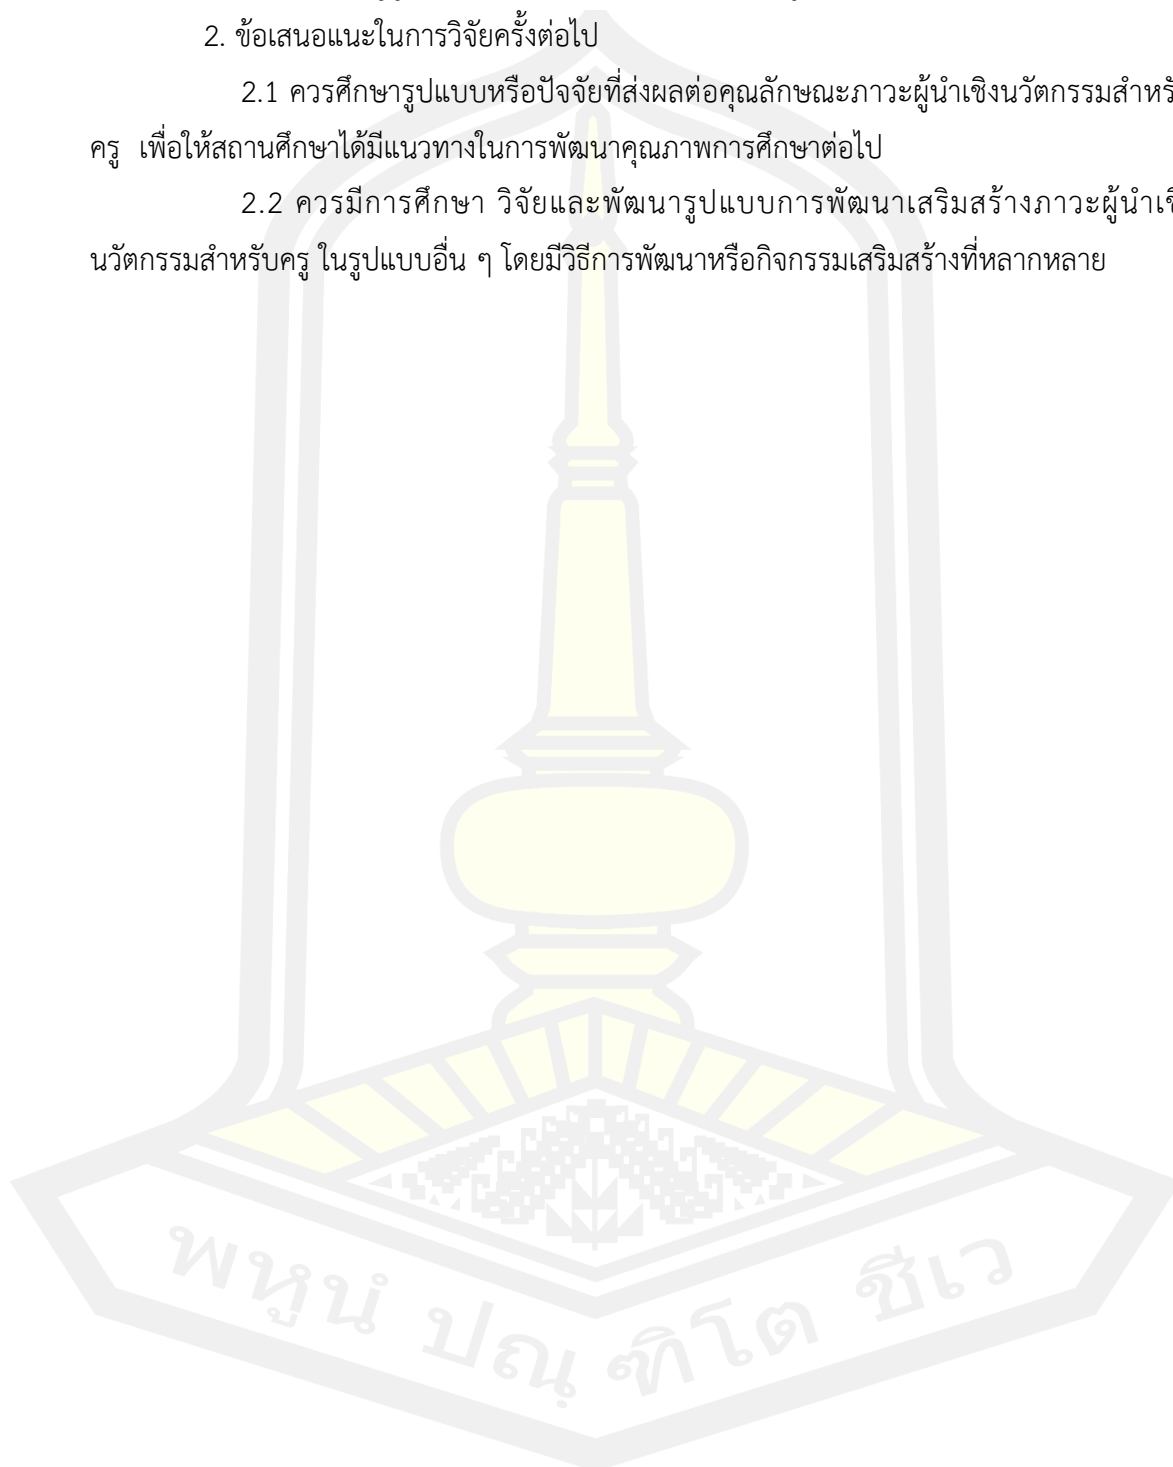 2. ข้อเสนอแนะในการวิจัยครั้งต่อไป
2.1 ควรศึกษารูปแบบหรือปัจจัยที่ส่งผลต่อคุณลักษณะภาวะผู้นำเชิงนวัตกรรมสำหรั
ครู เพื่อให้สถานศึกษาได้มีแนวทางในการพัฒนาคุณภาพการศึกษาต่อไป
2.2 ควรมีการศึกษา วิจัยและพัฒนารูปแบบการพัฒนาเสริมสร้างภาวะผู้นำเชิ
นวัตกรรมสำหรับครู ในรูปแบบอื่น ๆ โดยมีวิธีการพัฒนาหรือกิจกรรมเสริมสร้างที่หลากหลาย
พหูนํ ปณฺฑิโต ชีเว